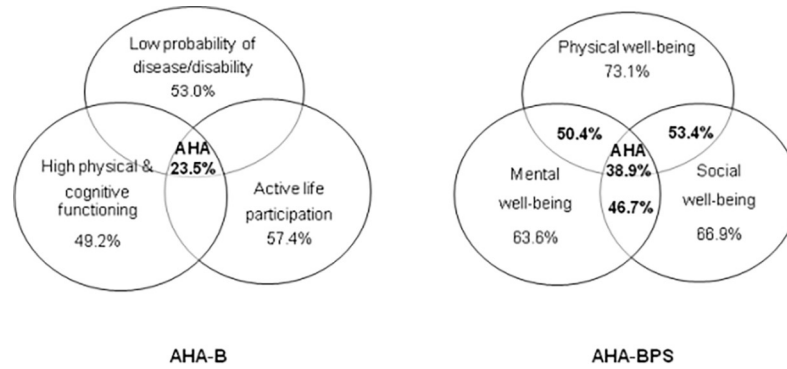 Low probability of
disease/disability
53.0%
AHA
23.5%
High physical &
cognitive
functioning
49.2%
Active life
participation
57.4%
AHA-B
Physical well-being
73.1%
50.4%
53.4%
AHA
38.9%
46.7%
Mental
well-being
63.6%
Social
well-being
66.9%
AHA-BPS